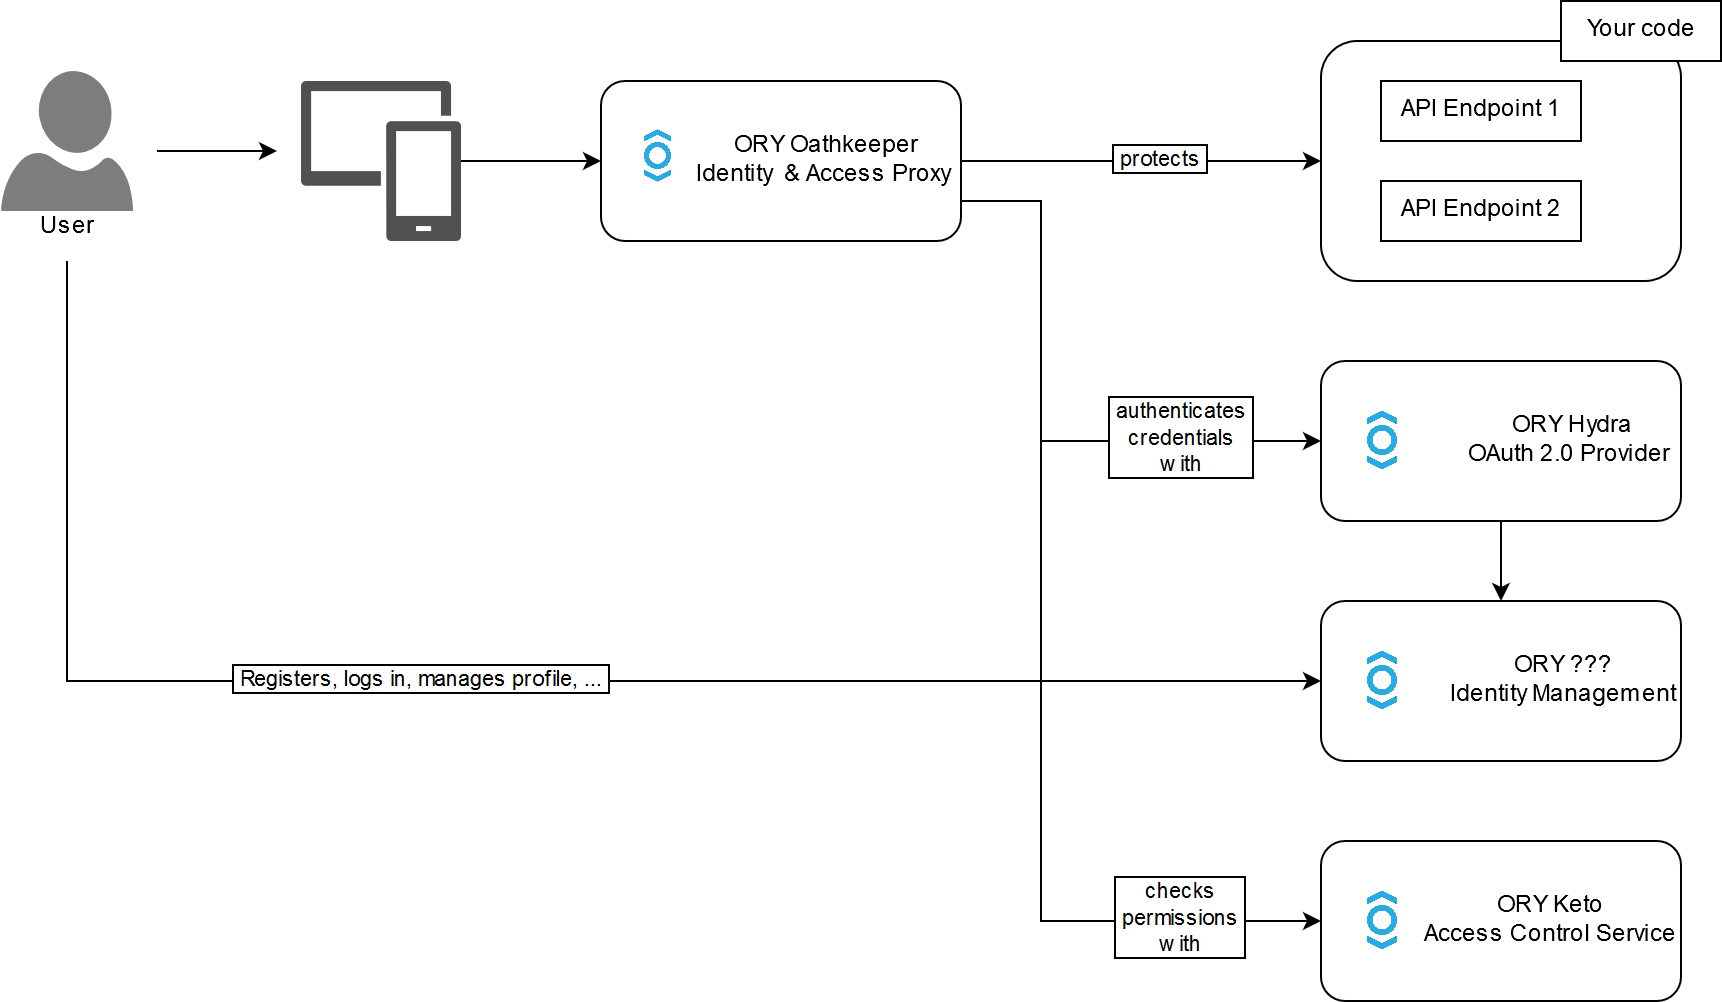 Your code
API Endpoint 1
API Endpoint 2
User
ORY Oathkeeper
Identity & Access Proxy
protects
authenticates
credentials
with
ORY Hydra
OAuth 2.0 Provider
Registers, logs in, manages profile, ...
ORY ???
Identity Management
checks
permissions
with
ORY Keto
Access Control Service